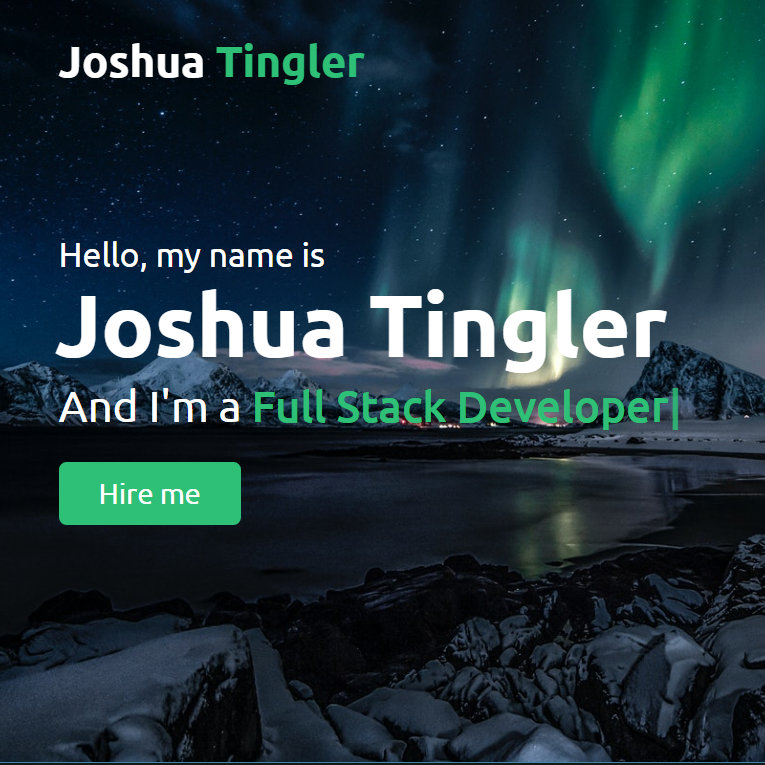 Joshua Tingler
Hello, my name is
Joshua Tingler
And I'm a Full Stack Developer|
Hire me